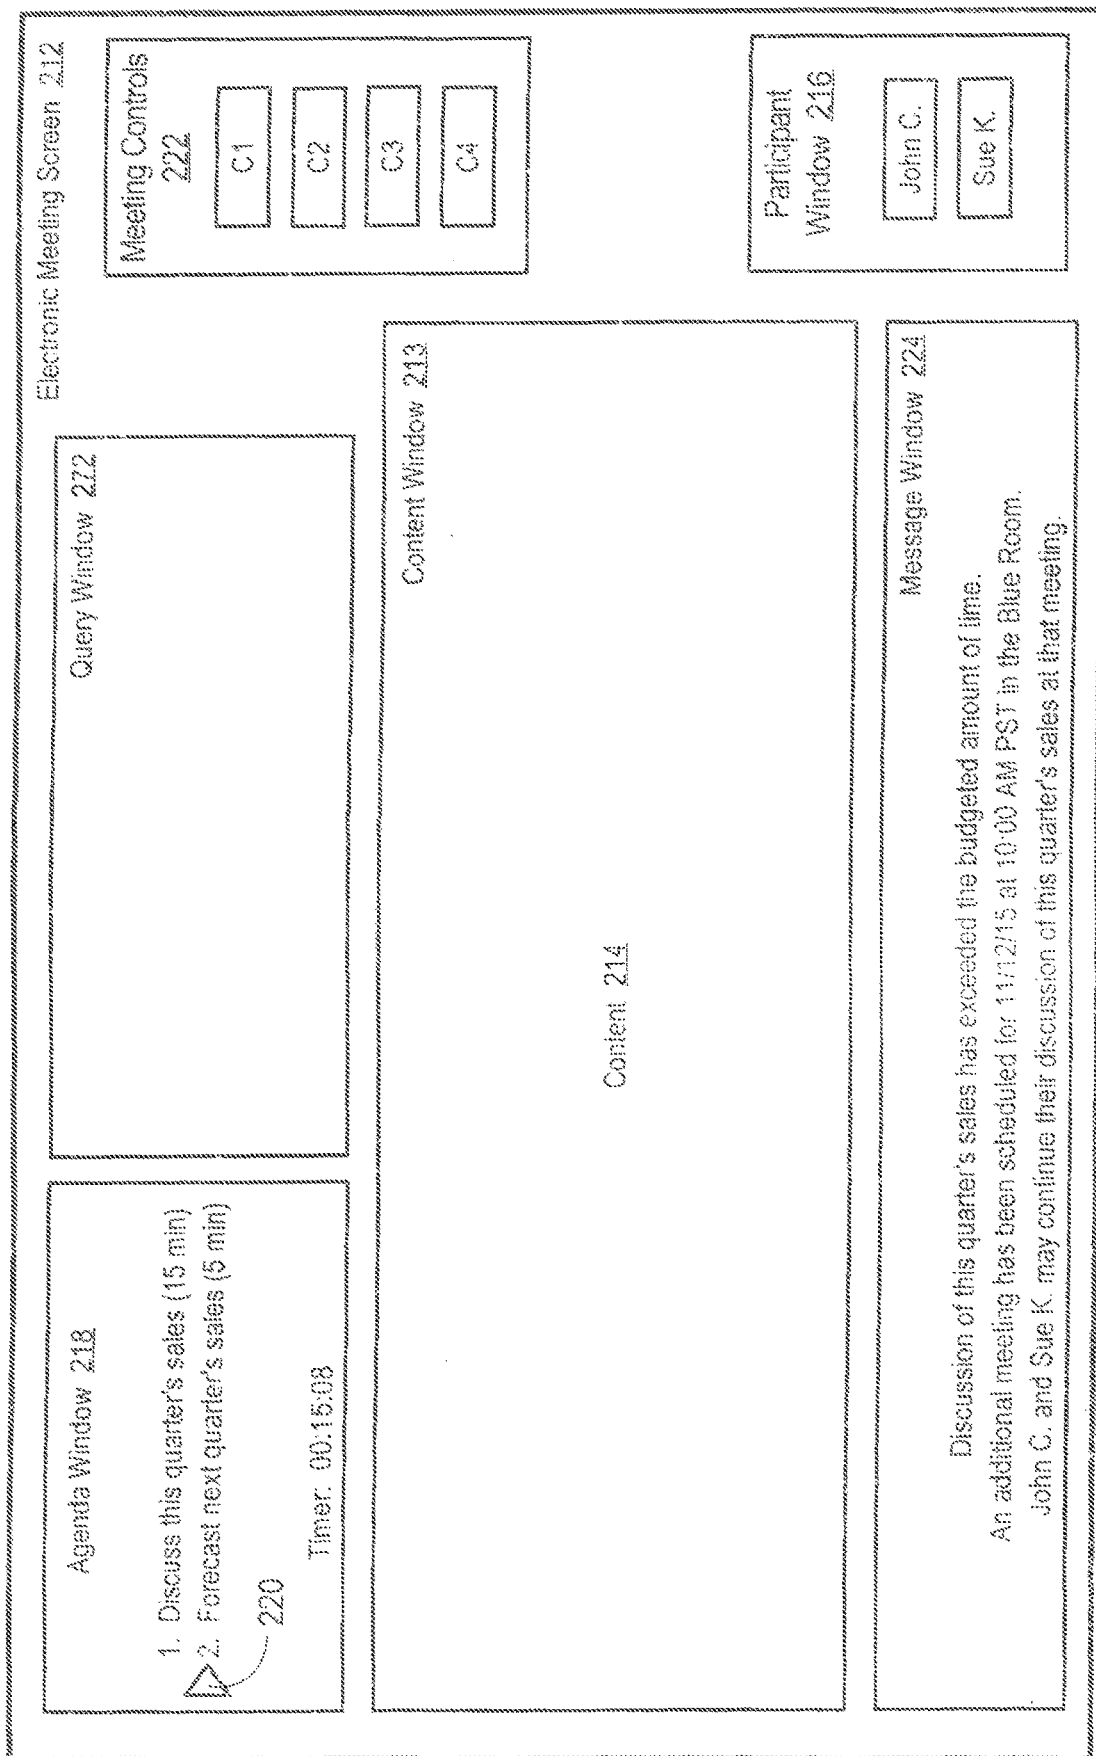 Electronic Meeting Screen 212
Agenda Window 218
1. Discuss this quarter's sales (15 min)
2. Forecast next quarter's sales (5 min)
220
Timer: 00:15:08
Query Window 272
Meeting Controls
222
C1
C2
C3
C4
Content Window 213
Content 214
Participant
Window 216
John C.
Sue K.
Message Window 224
Discussion of this quarter's sales has exceeded the budgeted amount of time.
An additional meeting has been scheduled for 11/12/15 at 10:00 AM PST in the Blue Room.
John C. and Sue K. may continue their discussion of this quarter's sales at that meeting.